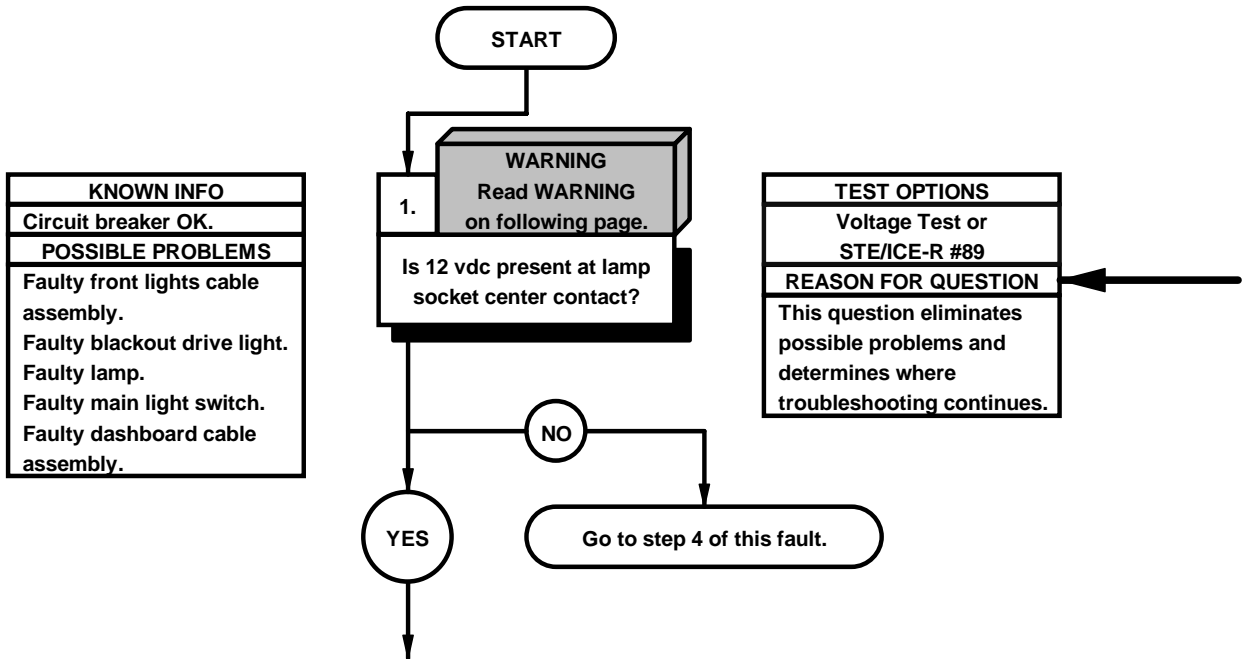 START
KNOWN INFO
Circuit breaker OK.
POSSIBLE PROBLEMS
Faulty front lights cable
assembly.
Faulty blackout drive light.
Faulty lamp.
Faulty main light switch.
Faulty dashboard cable
assembly.
1.
WARNING
Read WARNING
on following page.
Is 12 vdc present at lamp
socket center contact?
TEST OPTIONS
Voltage Test or
STE/ICE-R #89
REASON FOR QUESTION
This question eliminates
possible problems and
determines where
troubleshooting continues.
NO
YES
Go to step 4 of this fault.